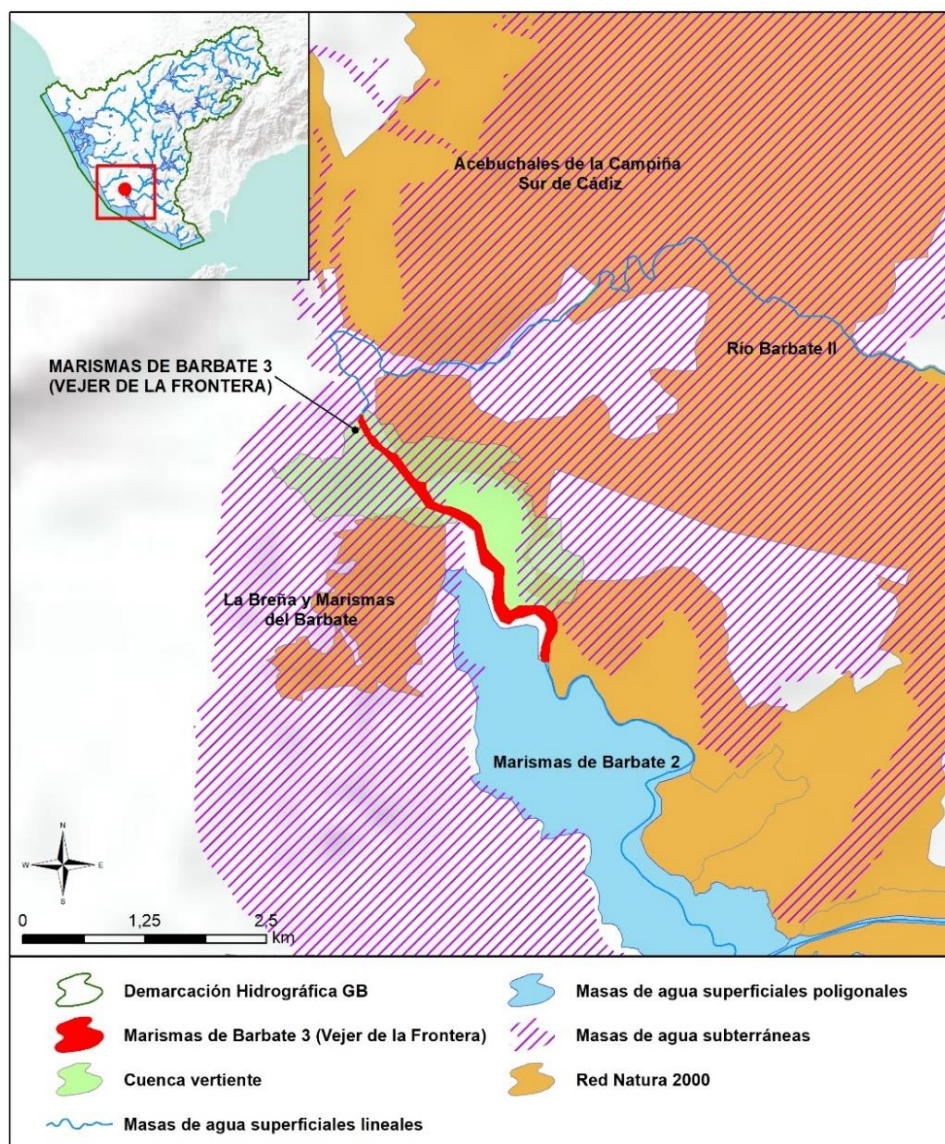 Acebuchales de la Campiña
Sur de Cádiz
MARISMAS DE BARBATE 3
(VEJER DE LA FRONTERA)
Río Barbate II
La Breña y Marismas
del Barbate
Marismas de Barbate 2
N
W
E
S
0
1,25
2,5
km
Demarcación Hidrográfica GB
Marismas de Barbate 3 (Vejer de la Frontera)
Cuenca vertiente
Masas de agua superficiales lineales
Masas de agua superficiales poligonales
Masas de agua subterráneas
Red Natura 2000